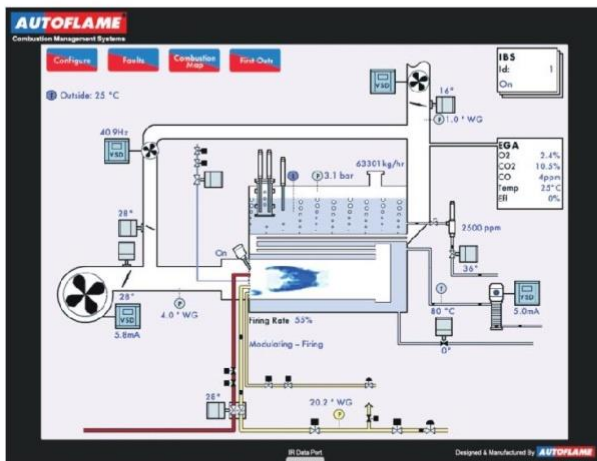 AUTOFLAME
Combustion Management Systems
Configure
Faults
Combustion Map
First Outs
IBS
Id: 1
On
Outside: 25 °C
VSD
16°
1.0 " WG
40.9Hz
VSD
63301kg/hr
3.1 bar
EGA
O2 2.4%
CO2 10.5%
CO 4ppm
Temp 25°C
Eff 0%
28°
On
2500 ppm
36°
28°
VSD
5.8mA
4.0 " WG
80 °C
VSD
5.0mA
Firing Rate 55%
Modulating - Firing
0°
28°
20.2 " WG
IR Data Port
Designed & Manufactured By AUTOFLAME